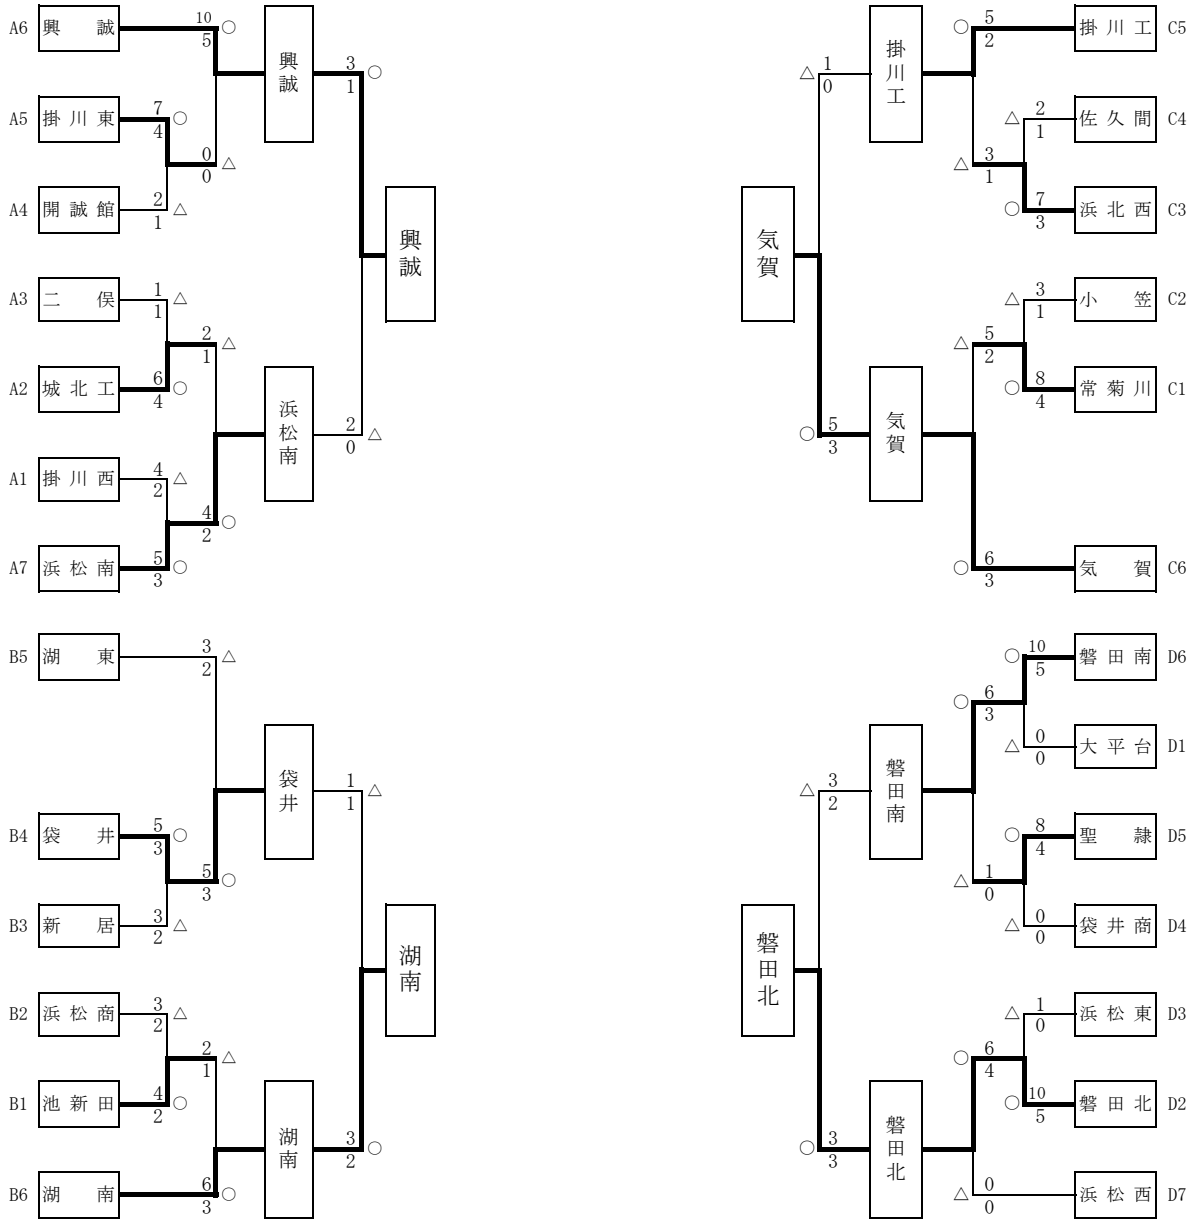 A6 興 誠 10 ○
5
興誠
3 ○
1
A5 掛 川 東 7 ○
4
0 △
0
A4 開 誠 館 2 △
1
興誠
A3 二 俣 1 △
1
2 △
1
A2 城 北 工 6 ○
4
浜松南
2 △
0
A1 掛 川 西 4 △
2
4 ○
2
A7 浜 松 南 5 ○
3
B5 湖 東 3 △
2
袋井
1 △
1
B4 袋 井 5 ○
3
5 ○
3
B3 新 居 3 △
2
湖南
B2 浜 松 商 3 △
2
2 △
1
B1 池 新 田 4 ○
2
湖南
3 ○
2
B6 湖 南 6 ○
3
○ 5 掛 川 工 C5
2
掛川工
△ 1
0
△ 2 佐 久 間 C4
1
△ 3
1
○ 7 浜 北 西 C3
3
気賀
△ 3 小 笠 C2
1
△ 5
2
○ 8 常 菊 川 C1
4
気賀
○ 5
3
○ 6 気 賀 C6
3
○ 10 磐 田 南 D6
5
○ 6
3
△ 0 大 平 台 D1
0
磐田南
△ 3
2
○ 8 聖 隷 D5
4
△ 1
0
△ 0 袋 井 商 D4
0
磐田北
△ 1 浜 松 東 D3
0
○ 6
4
○ 10 磐 田 北 D2
5
磐田北
○ 3
3
△ 0 浜 松 西 D7
0